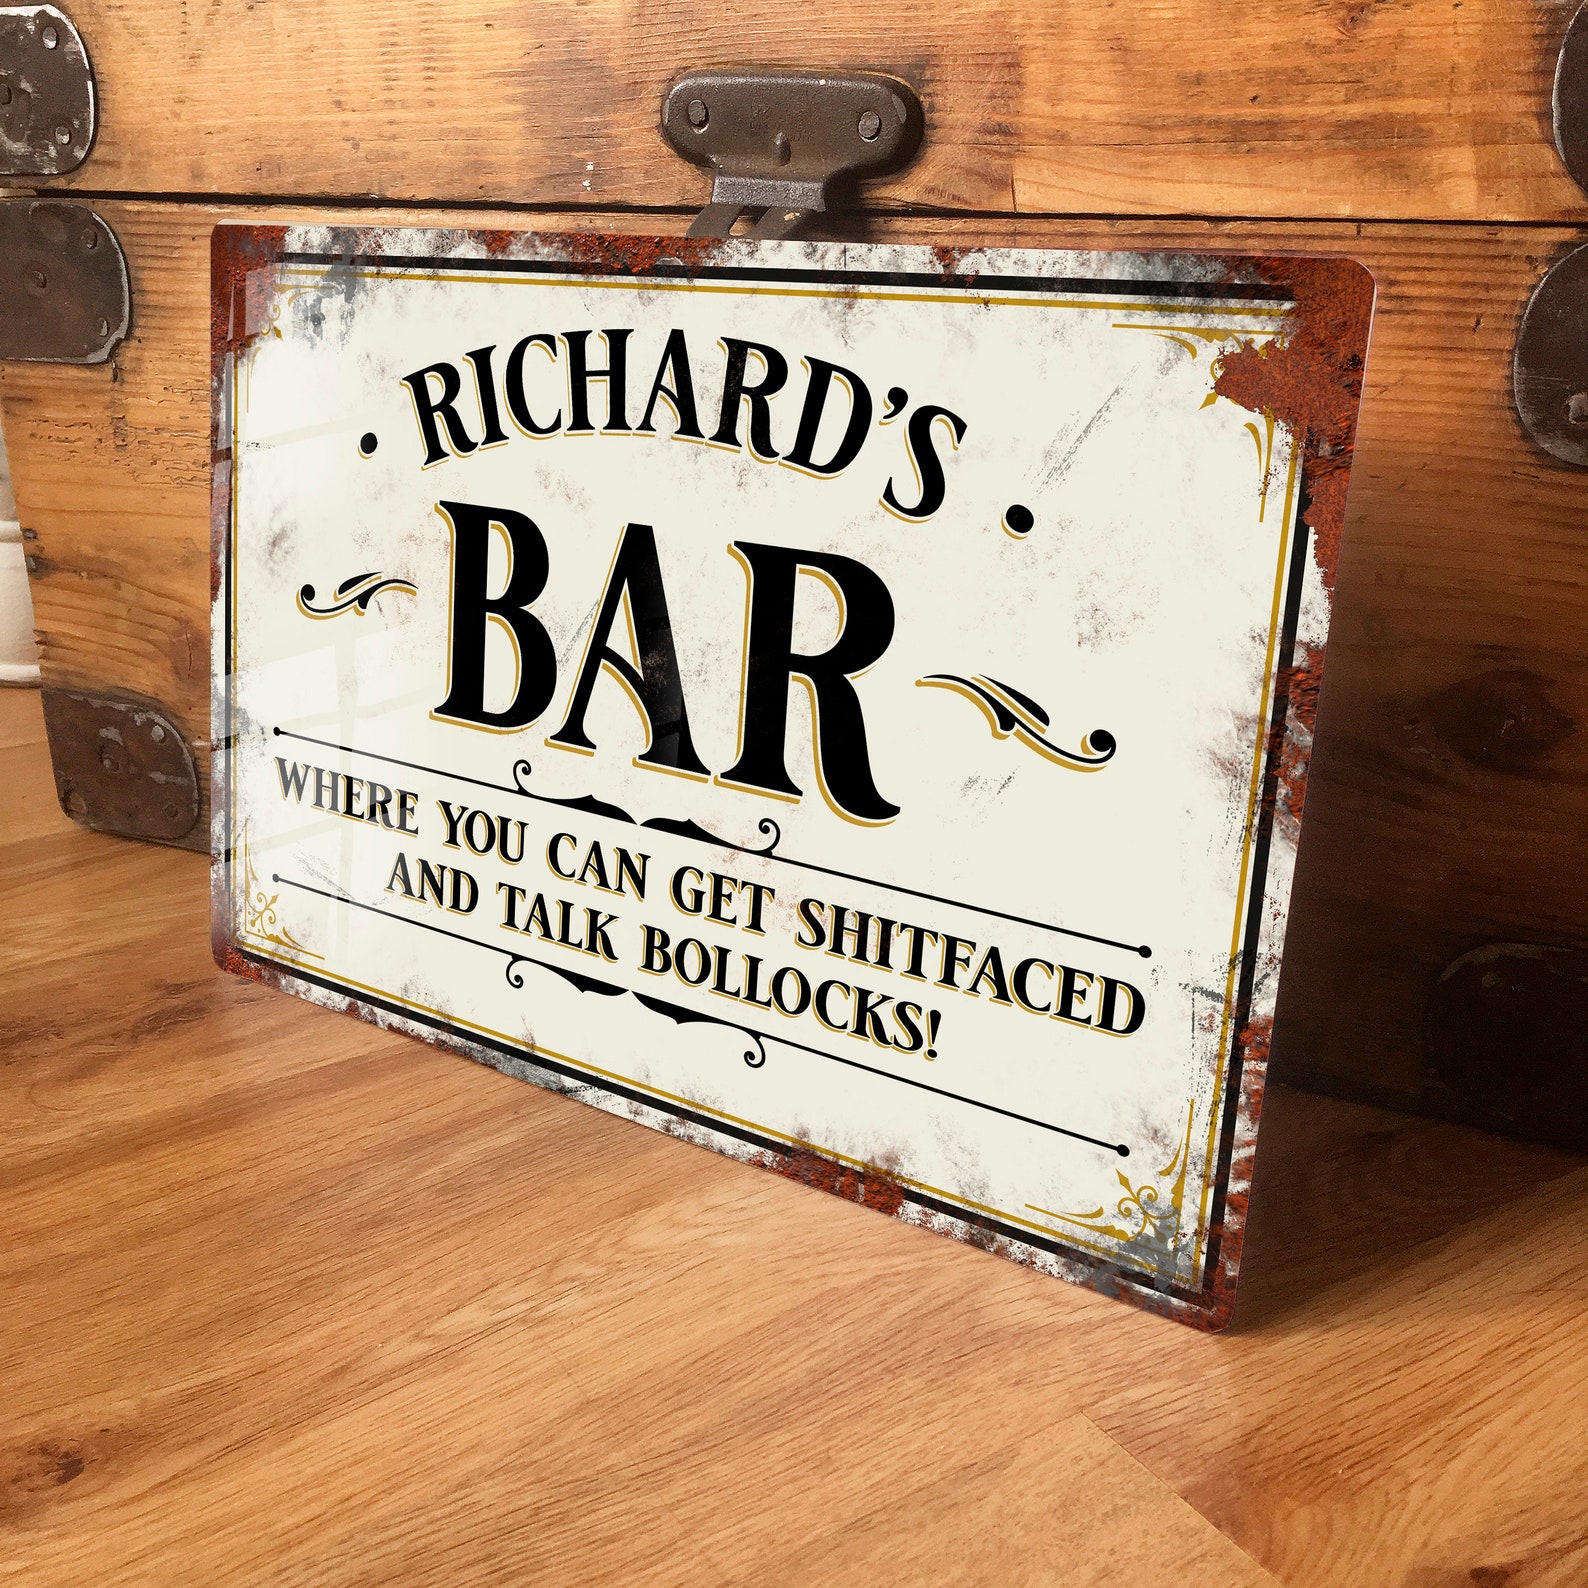 RICHARD'S
BAR
WHERE YOU CAN GET SHITFACED
AND TALK BOLLOCKS!